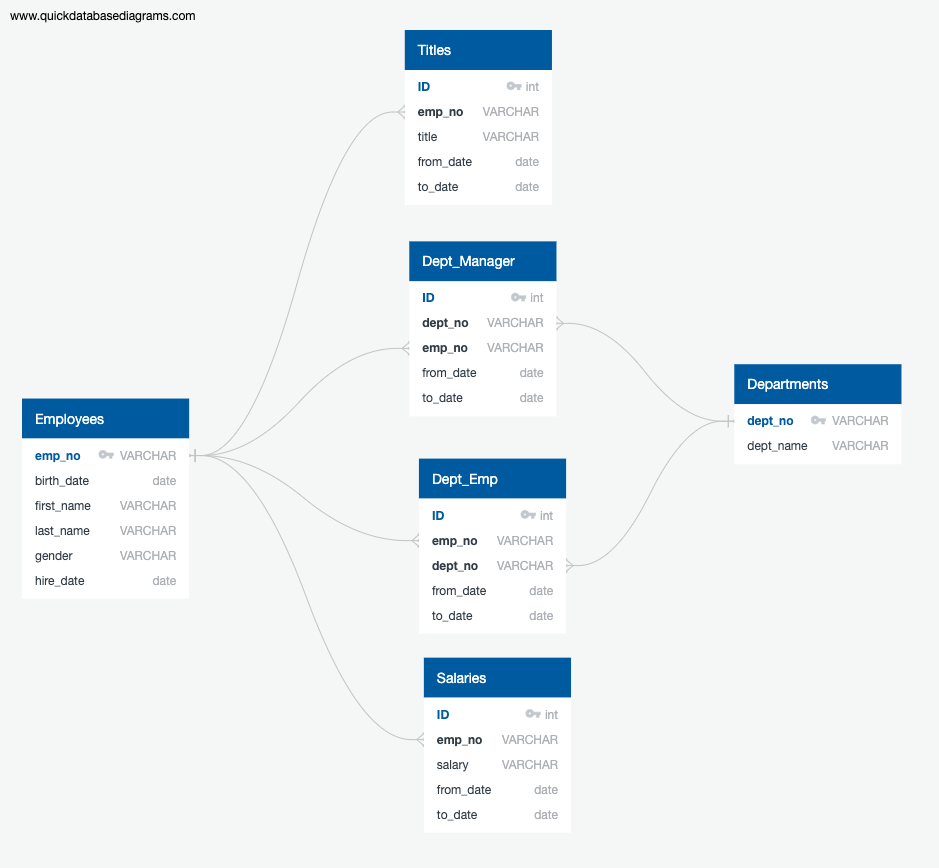 www.quickdatabasediagrams.com
Titles
ID int
emp_no VARCHAR
title VARCHAR
from_date date
to_date date
Dept_Manager
ID int
dept_no VARCHAR
emp_no VARCHAR
from_date date
to_date date
Departments
dept_no VARCHAR
dept_name VARCHAR
Employees
emp_no VARCHAR
birth_date date
first_name VARCHAR
last_name VARCHAR
gender VARCHAR
hire_date date
Dept_Emp
ID int
emp_no VARCHAR
dept_no VARCHAR
from_date date
to_date date
Salaries
ID int
emp_no VARCHAR
salary VARCHAR
from_date date
to_date date